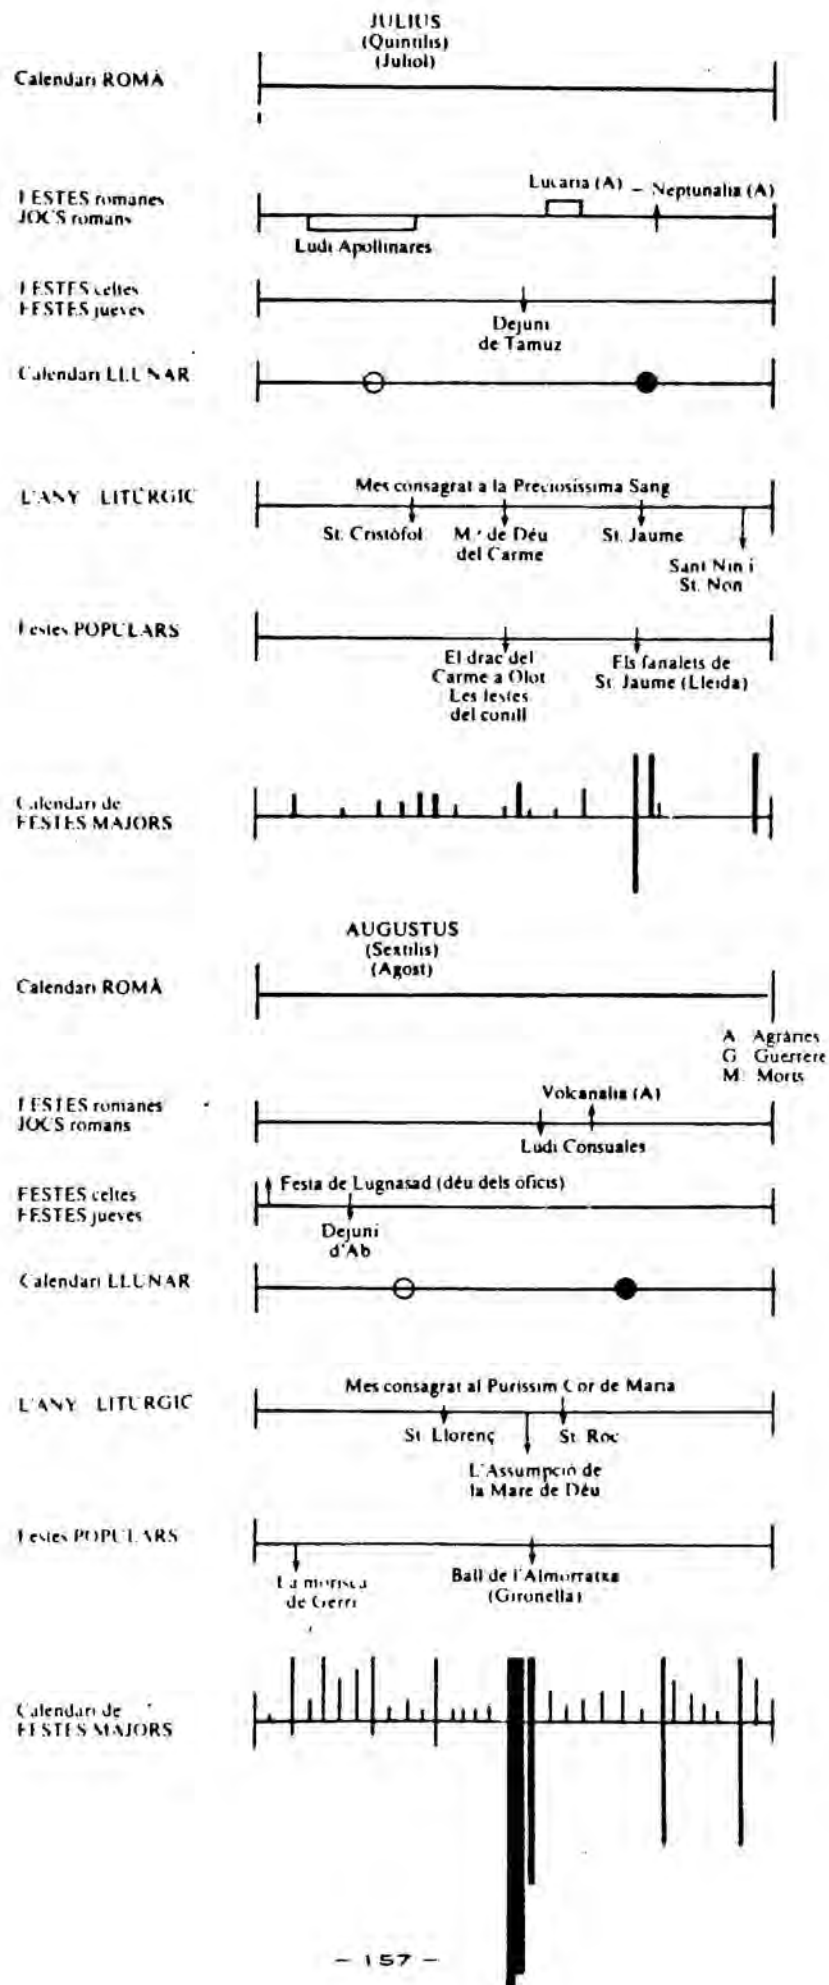 JULIUS
(Quintilis)
(Juliol)
Calendari ROMÀ
FESTES romanes
JOCS romans
Lucaria (A) – Neptunalia (A)
Ludi Apollinares
FESTES celtes
FESTES jueves
Dejuni
de Tamuz
Calendari LLUNAR
L'ANY LITÚRGIC
Mes consagrat a la Preciosíssima Sang
St. Cristòfol M.ª de Déu St. Jaume
del Carme
Sant Nin i
St. Non
Festes POPULARS
El drac del
Carme a Olot
Les festes
del conill
Els fanalets de
St. Jaume (Lleida)
Calendari de
FESTES MAJORS
AUGUSTUS
(Sextilis)
(Agost)
Calendari ROMÀ
A Agràries
G Guerrere
M Morts
FESTES romanes
JOCS romans
Volcanalia (A)
Ludi Consuales
FESTES celtes
FESTES jueves
Festa de Lugnasad (déu dels oficis)
Dejuni
d'Ab
Calendari LLUNAR
L'ANY LITÚRGIC
Mes consagrat al Puríssim Cor de Maria
St. Llorenç St. Roc
L'Assumpció de
la Mare de Déu
Festes POPULARS
La morisca
de Gerri
Ball de l'Almorratxa
(Gironella)
Calendari de
FESTES MAJORS
– 157 –